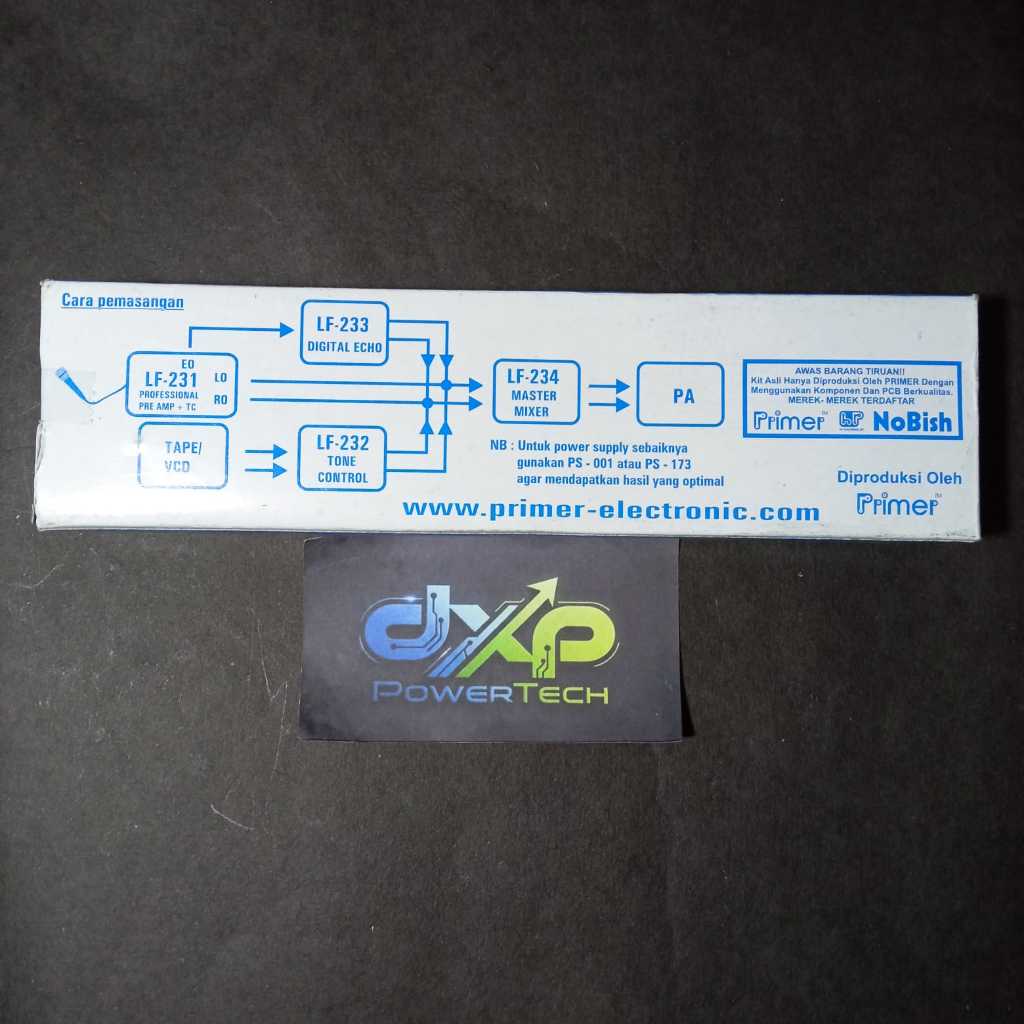 Cara pemasangan
LF-233
DIGITAL ECHO
EO
LF-231
PROFESSIONAL
PRE AMP + TC
LO
RO
LF-234
MASTER
MIXER
PA
TAPE/
VCD
LF-232
TONE
CONTROL
NB : Untuk power supply sebaiknya
gunakan PS - 001 atau PS - 173
agar mendapatkan hasil yang optimal
www.primer-electronic.com
AWAS BARANG TIRUAN!!
Kit Asli Hanya Diproduksi Oleh PRIMER Dengan
Menggunakan Komponen Dan PCB Berkualitas.
MEREK- MEREK TERDAFTAR
Primer™ NoBish
Diproduksi Oleh
Primer™
dxp
POWERTECH